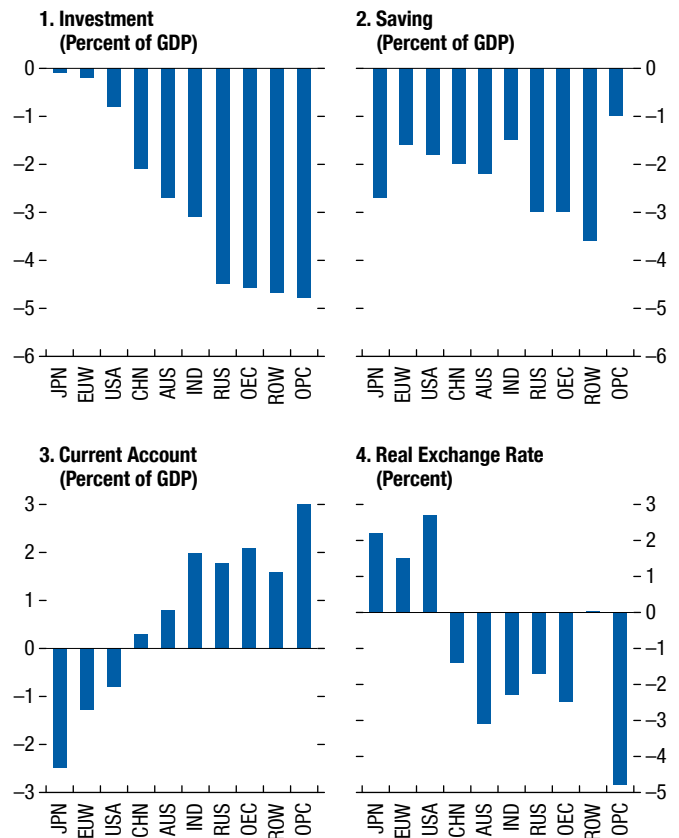 1. Investment
(Percent of GDP)
0
–1
–2
–3
–4
–5
–6
JPN
EUW
USA
CHN
AUS
IND
RUS
OEC
ROW
OPC
2. Saving
(Percent of GDP)
0
–1
–2
–3
–4
–5
–6
JPN
EUW
USA
CHN
AUS
IND
RUS
OEC
ROW
OPC
3. Current Account
(Percent of GDP)
3
2
1
0
–1
–2
–3
JPN
EUW
USA
CHN
AUS
IND
RUS
OEC
ROW
OPC
4. Real Exchange Rate
(Percent)
3
2
1
0
–1
–2
–3
–4
–5
JPN
EUW
USA
CHN
AUS
IND
RUS
OEC
ROW
OPC